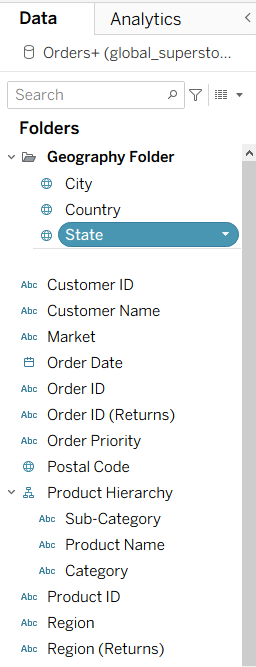 Data Analytics
Orders+ (global_supersto...
Search
Folders
Geography Folder
City
Country
State
Abc Customer ID
Abc Customer Name
Abc Market
Order Date
Abc Order ID
Abc Order ID (Returns)
Abc Order Priority
Postal Code
Product Hierarchy
Abc Sub-Category
Abc Product Name
Abc Category
Abc Product ID
Abc Region
Abc Region (Returns)